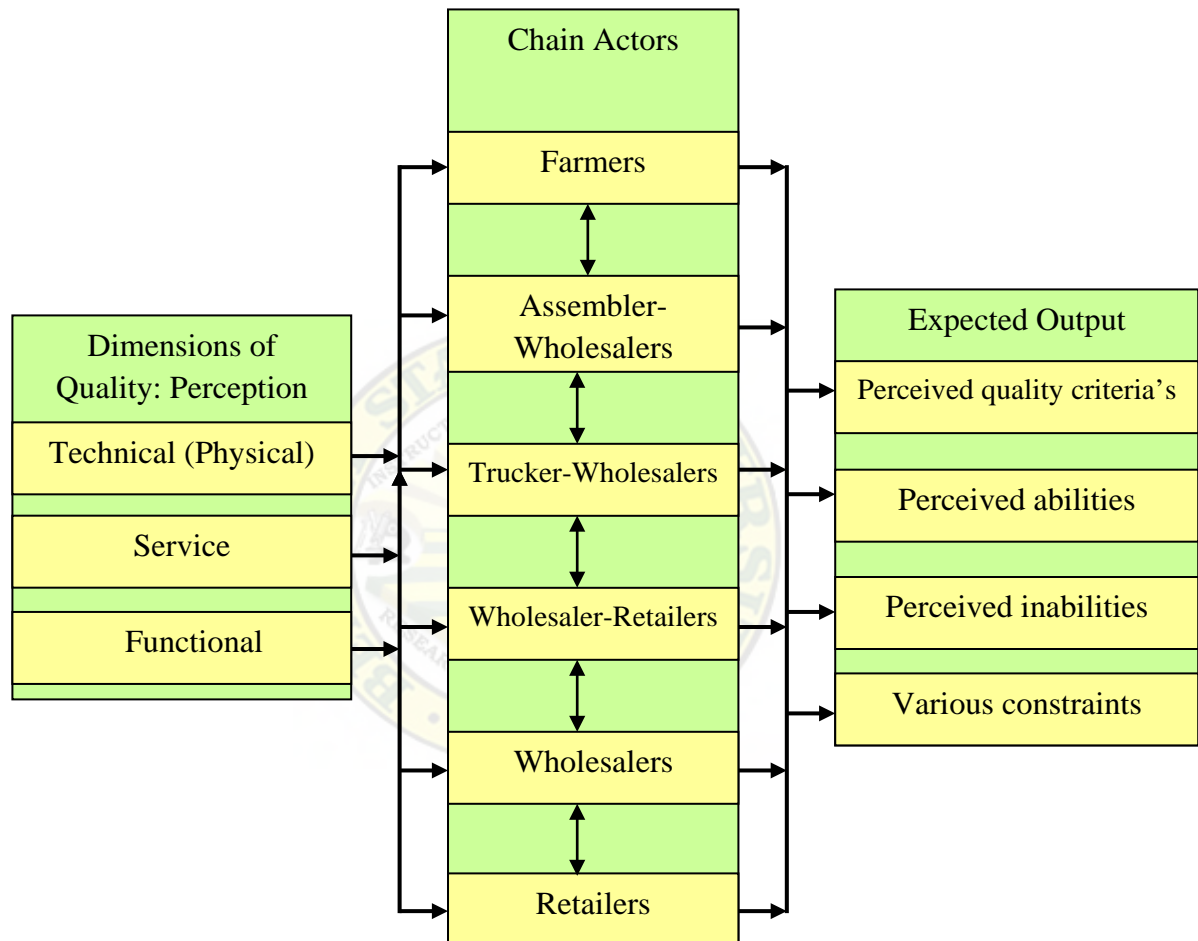 Chain Actors
Farmers
Assembler-
Wholesalers
Trucker-Wholesalers
Wholesaler-Retailers
Wholesalers
Retailers
Dimensions of
Quality: Perception
Technical (Physical)
Service
Functional
Expected Output
Perceived quality criteria’s
Perceived abilities
Perceived inabilities
Various constraints